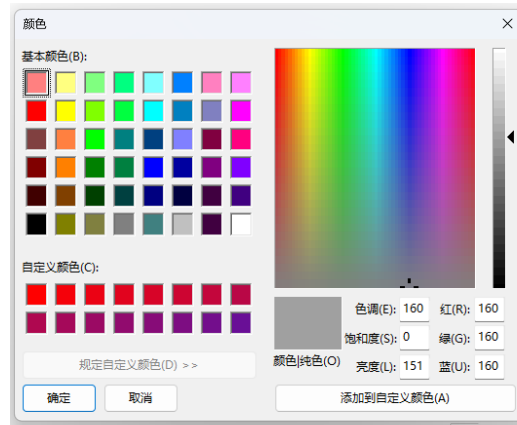 颜色
基本颜色(B):
自定义颜色(C):
规定自定义颜色(D) >>
确定
取消
颜色|纯色(O)
色调(E): 160
饱和度(S): 0
亮度(L): 151
红(R): 160
绿(G): 160
蓝(U): 160
添加到自定义颜色(A)